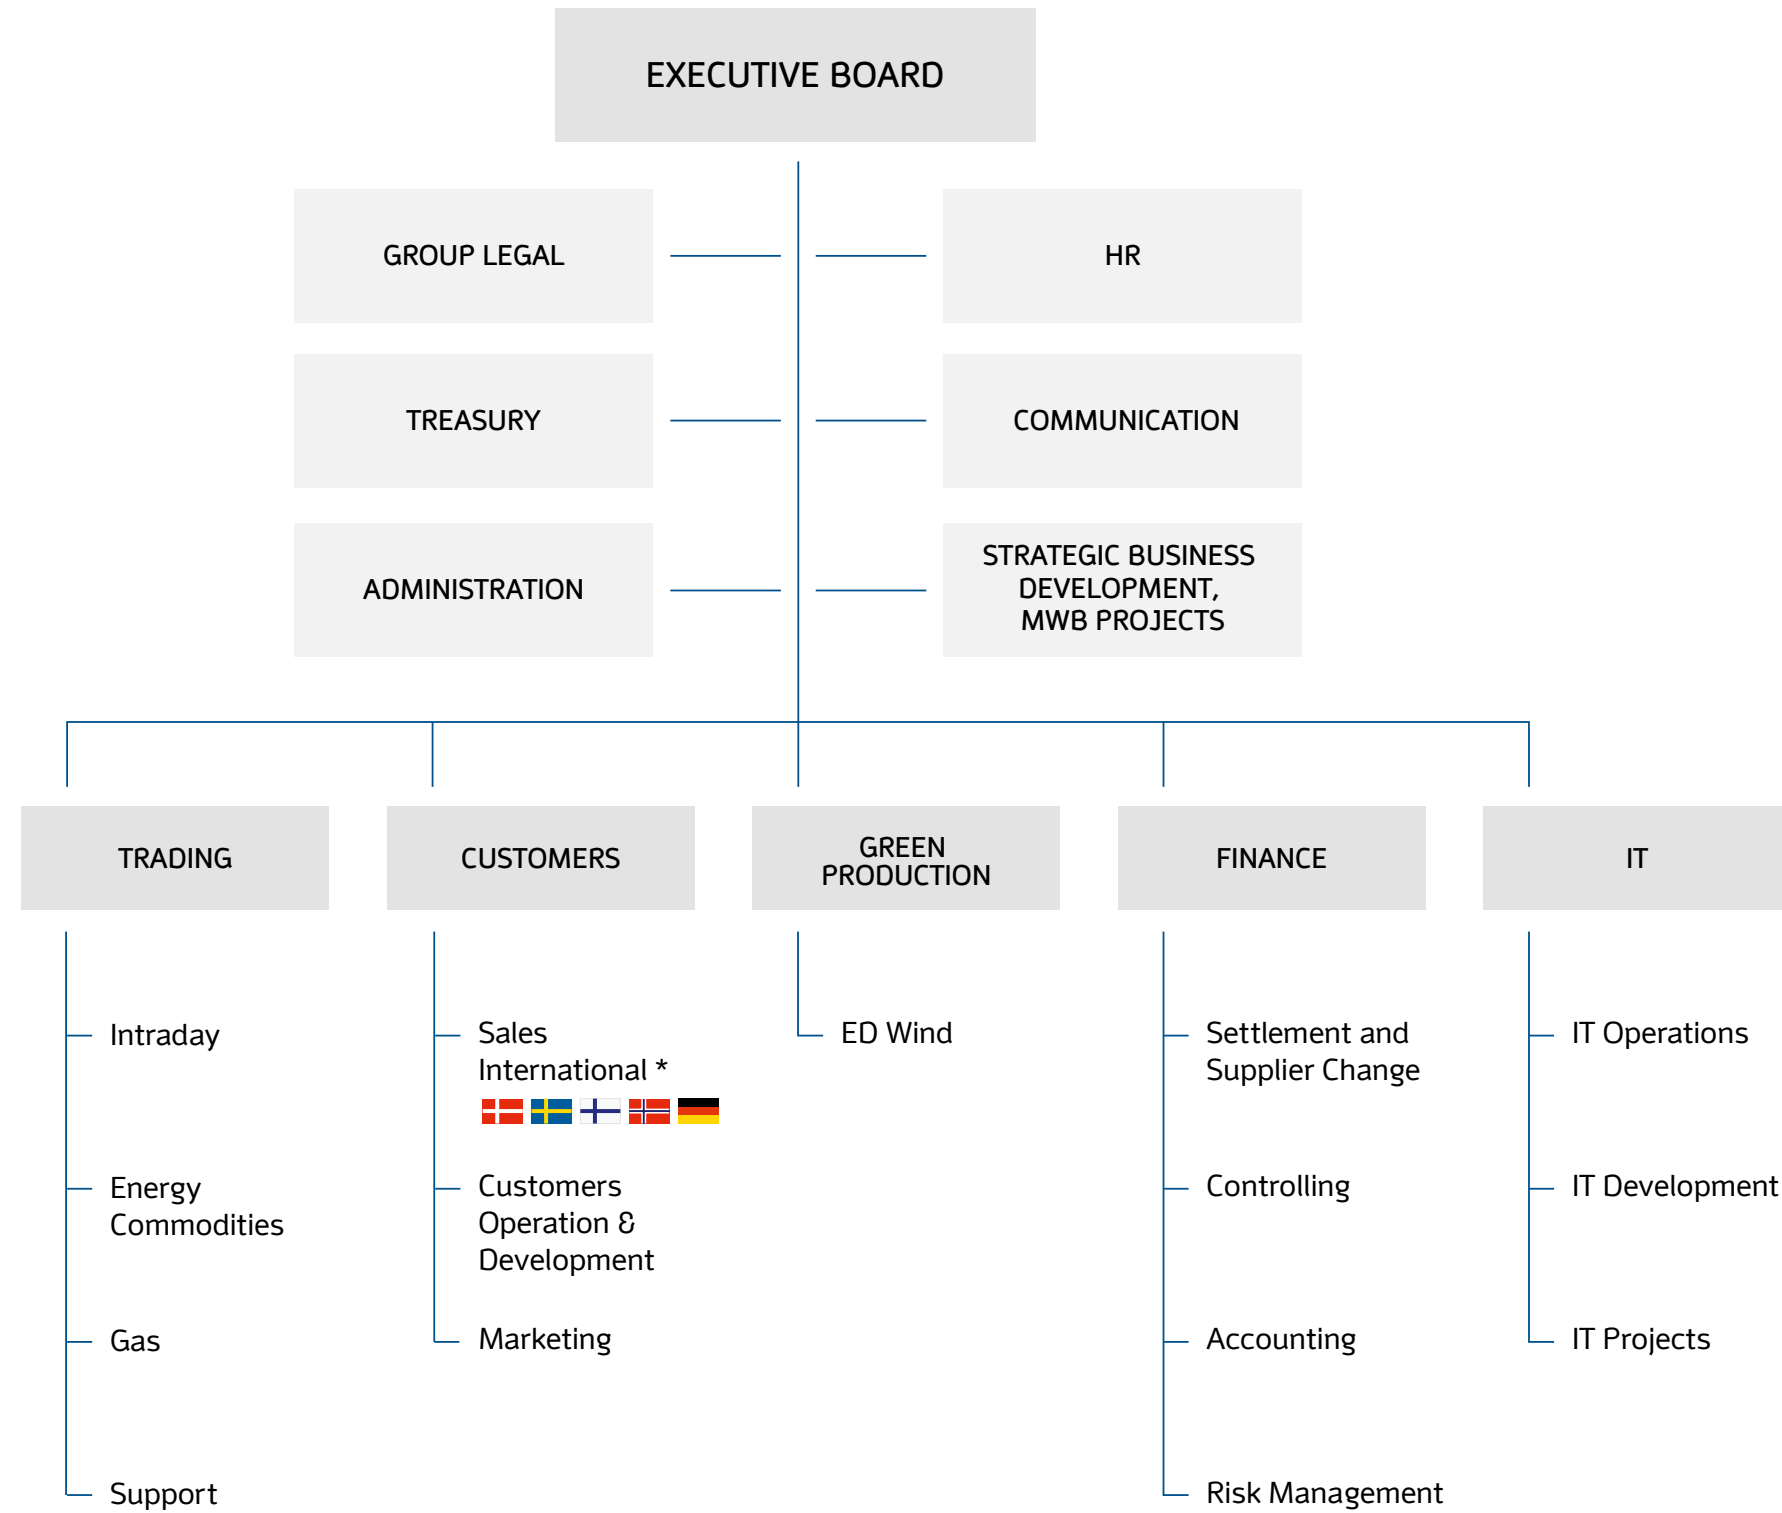 EXECUTIVE BOARD
GROUP LEGAL
HR
TREASURY
COMMUNICATION
ADMINISTRATION
STRATEGIC BUSINESS
DEVELOPMENT,
MWB PROJECTS
TRADING
CUSTOMERS
GREEN
PRODUCTION
FINANCE
IT
Intraday
Energy
Commodities
Gas
Support
Sales
International *
Customers
Operation &
Development
Marketing
ED Wind
Settlement and
Supplier Change
Controlling
Accounting
Risk Management
IT Operations
IT Development
IT Projects